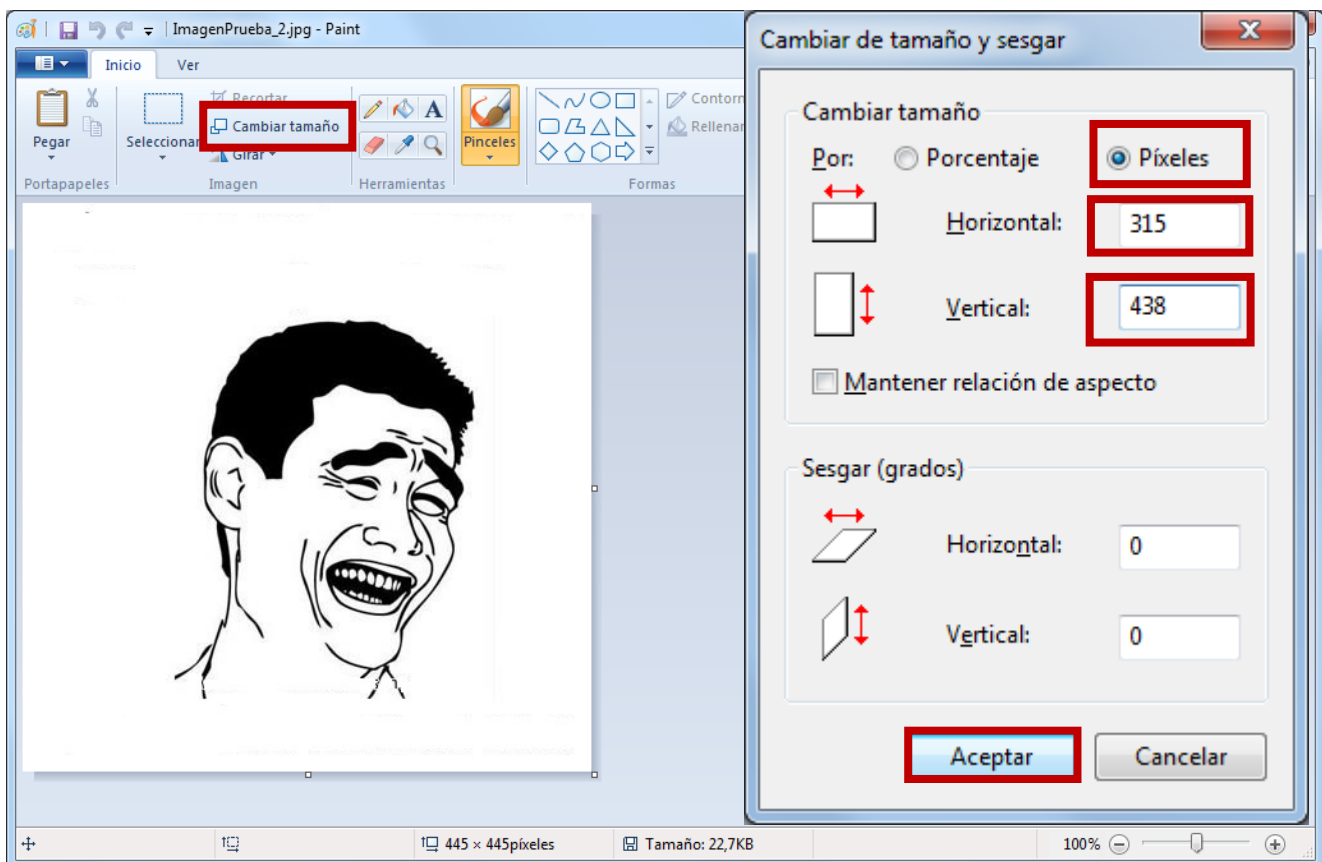 ImagenPrueba_2.jpg - Paint
Inicio Ver
Pegar
Seleccionar
Recortar
Cambiar tamaño
Girar
Pinceles
Contorn
Rellenar
Portapapeles
Imagen
Herramientas
Formas
Cambiar de tamaño y sesgar
Cambiar tamaño
Por: Porcentaje Píxeles
Horizontal: 315
Vertical: 438
Mantener relación de aspecto
Sesgar (grados)
Horizontal: 0
Vertical: 0
Aceptar Cancelar
445 × 445píxeles Tamaño: 22,7KB 100%